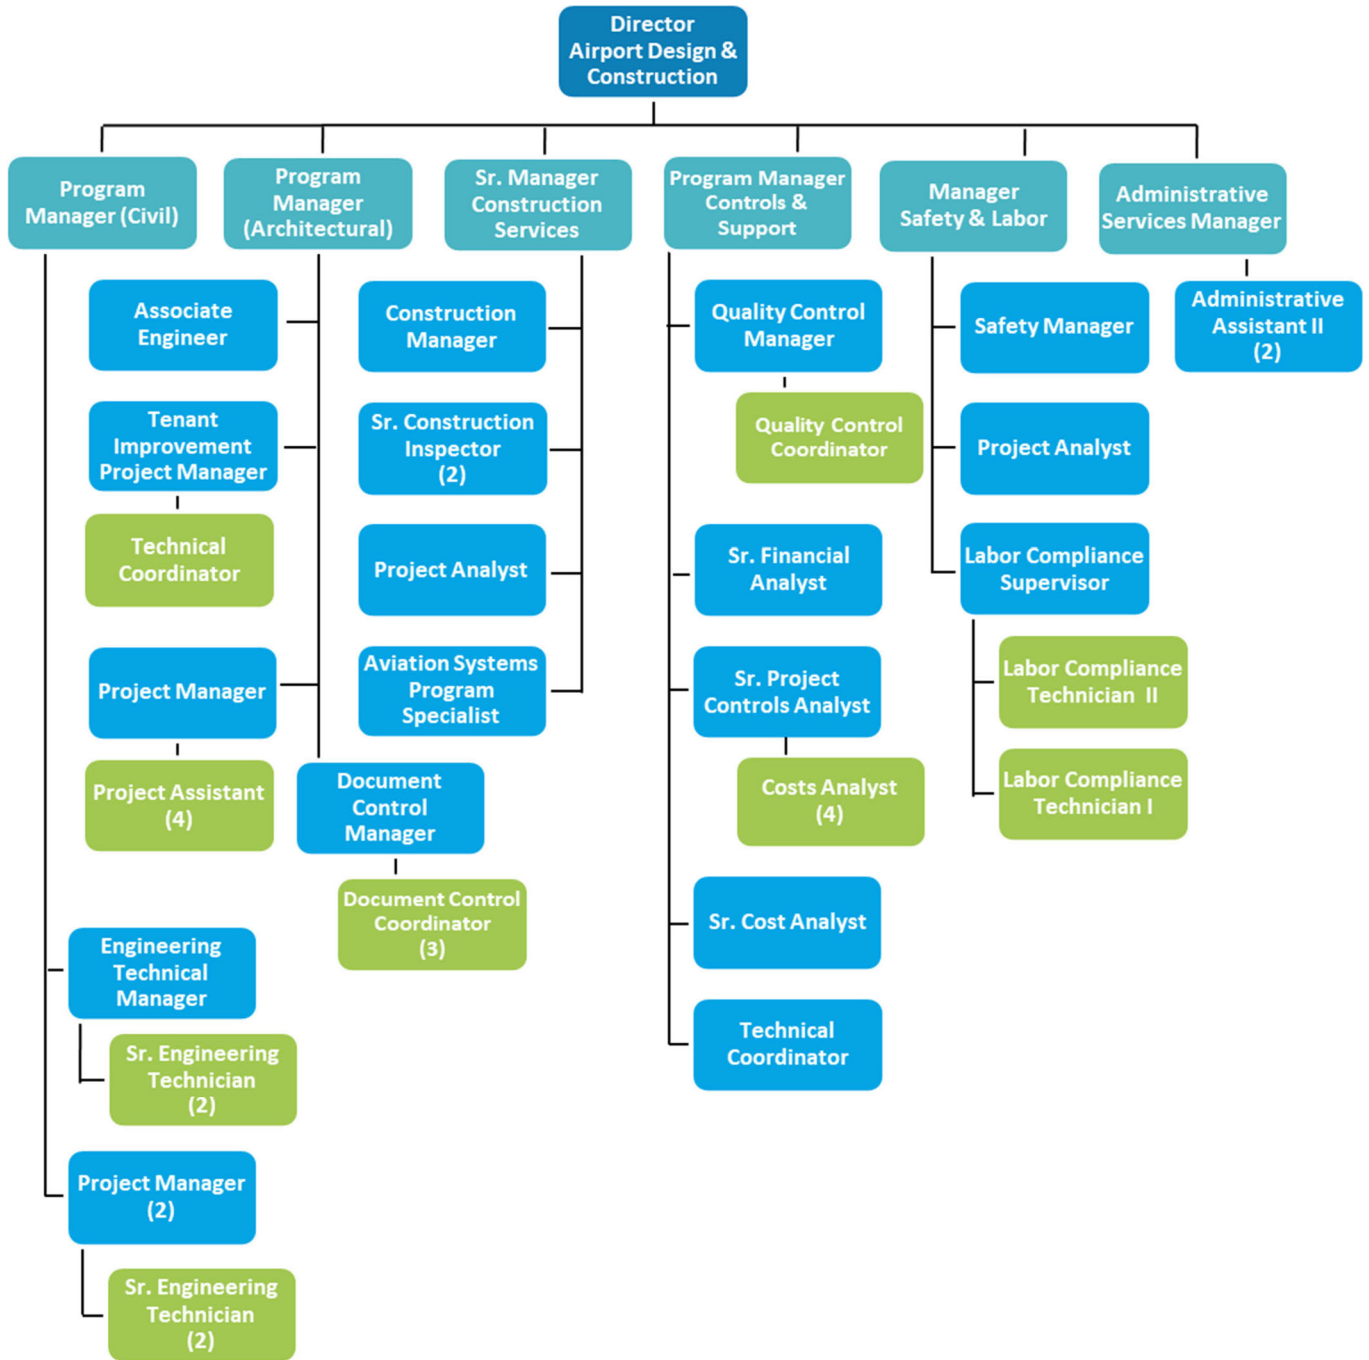 Director
Airport Design &
Construction
Program
Manager (Civil)
Program
Manager
(Architectural)
Sr. Manager
Construction
Services
Program Manager
Controls &
Support
Manager
Safety & Labor
Administrative
Services Manager
Associate
Engineer
Tenant
Improvement
Project Manager
Technical
Coordinator
Project Manager
Project Assistant
(4)
Document
Control
Manager
Document Control
Coordinator
(3)
Engineering
Technical
Manager
Sr. Engineering
Technician
(2)
Project Manager
(2)
Sr. Engineering
Technician
(2)
Construction
Manager
Sr. Construction
Inspector
(2)
Project Analyst
Aviation Systems
Program
Specialist
Quality Control
Manager
Quality Control
Coordinator
Sr. Financial
Analyst
Sr. Project
Controls Analyst
Costs Analyst
(4)
Sr. Cost Analyst
Technical
Coordinator
Safety Manager
Project Analyst
Labor Compliance
Supervisor
Labor Compliance
Technician II
Labor Compliance
Technician I
Administrative
Assistant II
(2)